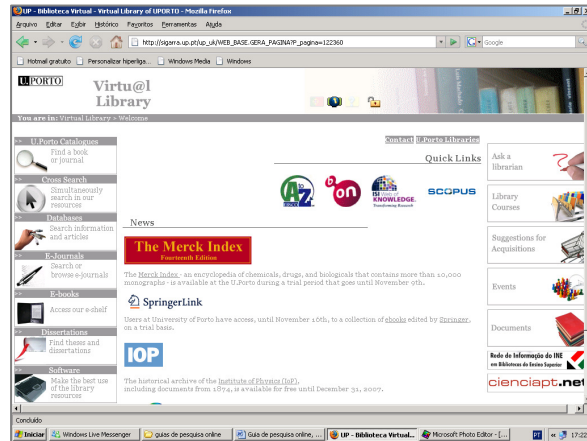 UP - Biblioteca Virtual - Virtual Library of UPORTO - Mozilla Firefox
Arquivo Editar Exibir Histórico Favoritos Ferramentas Ajuda
http://sigarra.up.pt/up_uk/WEB_BASE.GERA_PAGINA?P_pagina=122360
Google
Hotmail gratuito Personalizar hiperliga... Windows Media Windows
U.PORTO
Virtu@l
Library
You are in: Virtual Library » Welcome
Contact U.Porto Libraries
Quick Links
A to Z
EBSCO
b on
ISI Web of
KNOWLEDGE
Transforming Research
SCOPUS
>> U.Porto Catalogues
Find a book
or journal
>> Cross Search
Simultaneously
search in our
resources
>> Databases
Search information
and articles
>> E-Journals
Search or
browse e-journals
>> E-books
Access our e-shelf
>> Dissertations
Find theses and
dissertations
>> Software
Make the best use
of the library
resources
News
The Merck Index
Fourteenth Edition
The Merck Index - an encyclopedia of chemicals, drugs, and biologicals that contains more than 10,000
monographs - is available at the U.Porto during a trial period that goes until November 9th.
SpringerLink
Users at University of Porto have access, until November 16th, to a collection of ebooks edited by Springer,
on a trial basis.
IOP
The historical archive of the Institute of Physics (IoP),
including documents from 1874, is available for free until December 31, 2007.
Ask a
librarian
Library
Courses
Suggestions for
Acquisitions
Events
Documents
Rede de Informação do INE
em Bibliotecas do Ensino Superior
cienciapt.net
Concluído
Iniciar Windows Live Messenger guias de pesquisa online Guia de pesquisa online, ... UP - Biblioteca Virtual... Microsoft Photo Editor - [... PT 17:22